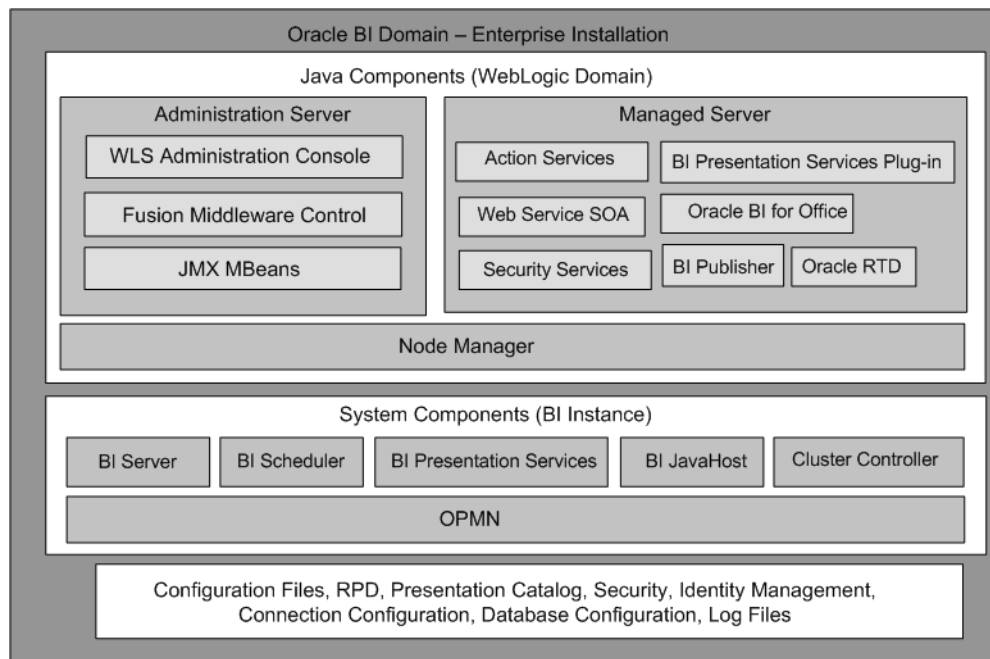 Oracle BI Domain – Enterprise Installation
Java Components (WebLogic Domain)
Administration Server
WLS Administration Console
Fusion Middleware Control
JMX MBeans
Managed Server
Action Services
BI Presentation Services Plug-in
Web Service SOA
Oracle BI for Office
Security Services
BI Publisher
Oracle RTD
Node Manager
System Components (BI Instance)
BI Server
BI Scheduler
BI Presentation Services
BI JavaHost
Cluster Controller
OPMN
Configuration Files, RPD, Presentation Catalog, Security, Identity Management,
Connection Configuration, Database Configuration, Log Files